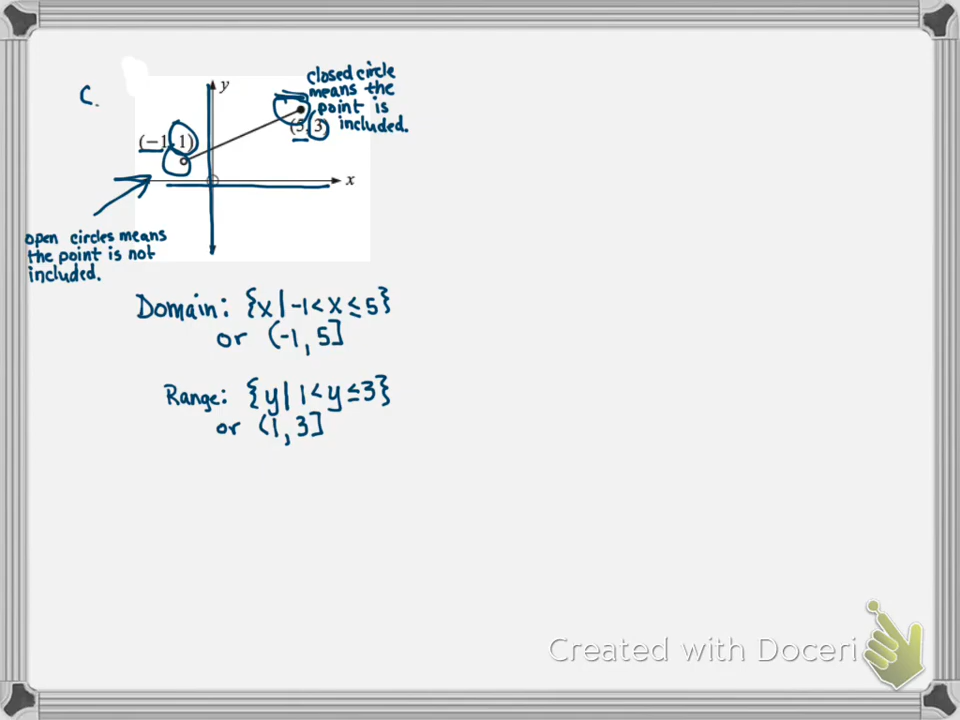 C.
y
closed circle
means the
point is
included.
(5, 3)
(−1, 1)
x
open circles means
the point is not
included.
Domain: {x | -1 < x ≤ 5}
or (-1, 5]
Range: {y | 1 < y ≤ 3}
or (1, 3]
Created with Doceri